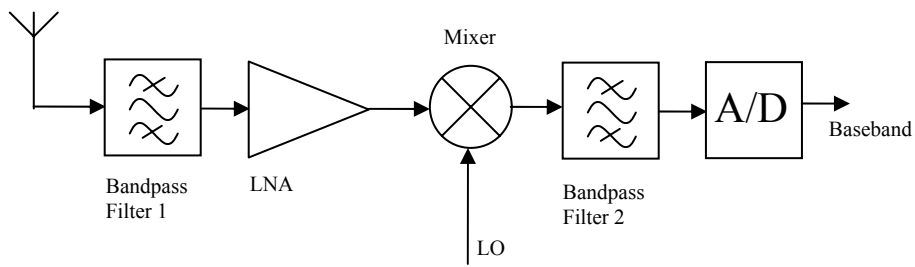 Mixer
A/D
Baseband
Bandpass
Filter 1
LNA
Bandpass
Filter 2
LO